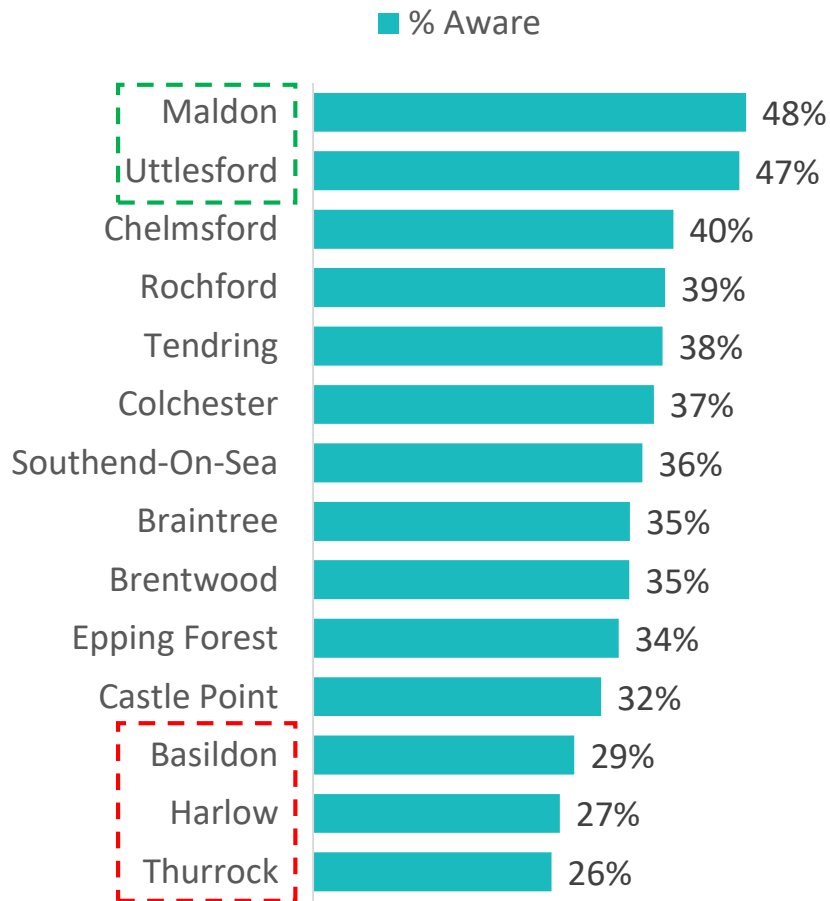 % Aware
Maldon 48%
Uttlesford 47%
Chelmsford 40%
Rochford 39%
Tendring 38%
Colchester 37%
Southend-On-Sea 36%
Braintree 35%
Brentwood 35%
Epping Forest 34%
Castle Point 32%
Basildon 29%
Harlow 27%
Thurrock 26%